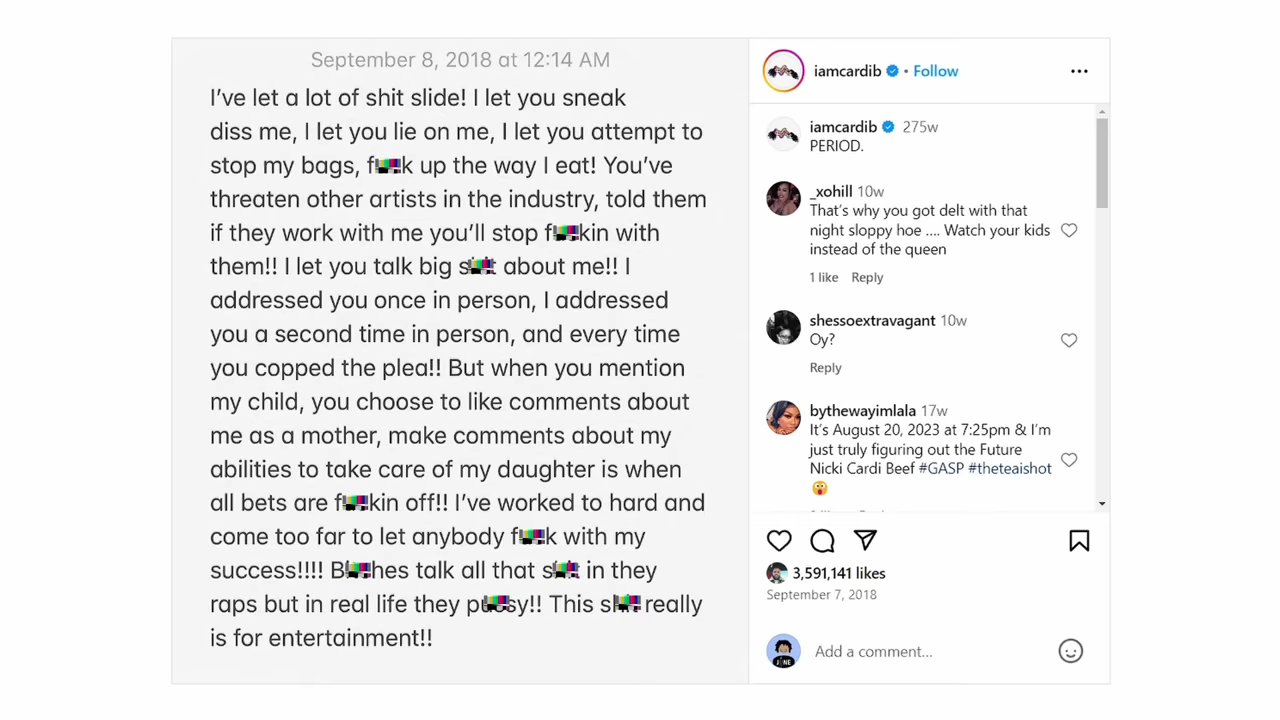 September 8, 2018 at 12:14 AM
I've let a lot of shit slide! I let you sneak
diss me, I let you lie on me, I let you attempt to
stop my bags, f k up the way I eat! You've
threaten other artists in the industry, told them
if they work with me you'll stop f kin with
them!! I let you talk big s t about me!! I
addressed you once in person, I addressed
you a second time in person, and every time
you copped the plea!! But when you mention
my child, you choose to like comments about
me as a mother, make comments about my
abilities to take care of my daughter is when
all bets are f kin off!! I've worked to hard and
come too far to let anybody f k with my
success!!!! B hes talk all that s t in they
raps but in real life they pu sy!! This s t really
is for entertainment!!
iamcardib • Follow
iamcardib 275w
PERIOD.
_xohill 10w
That's why you got delt with that
night sloppy hoe .... Watch your kids
instead of the queen
1 like Reply
shessoextravagant 10w
Oy?
Reply
bythewayimlala 17w
It's August 20, 2023 at 7:25pm & I'm
just truly figuring out the Future
Nicki Cardi Beef #GASP #theteaishot
😲
3,591,141 likes
September 7, 2018
Add a comment...